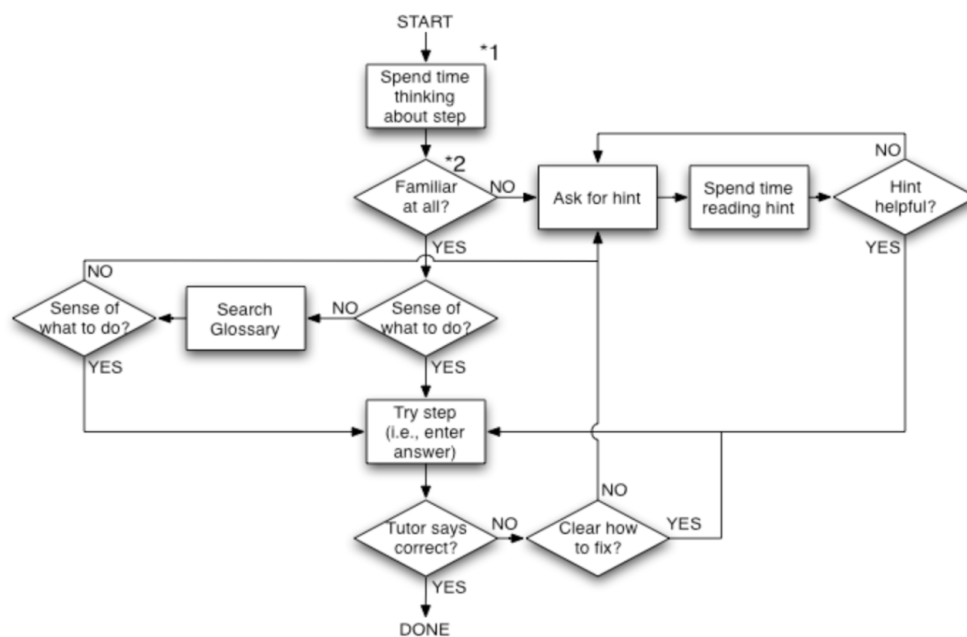 START
*1
Spend time
thinking
about step
*2
Familiar
at all?
NO
YES
Ask for hint
Spend time
reading hint
NO
Hint
helpful?
YES
NO
Sense of
what to do?
YES
Search
Glossary
NO
Sense of
what to do?
YES
Try step
(i.e., enter
answer)
Tutor says
correct?
NO
YES
NO
Clear how
to fix?
YES
DONE